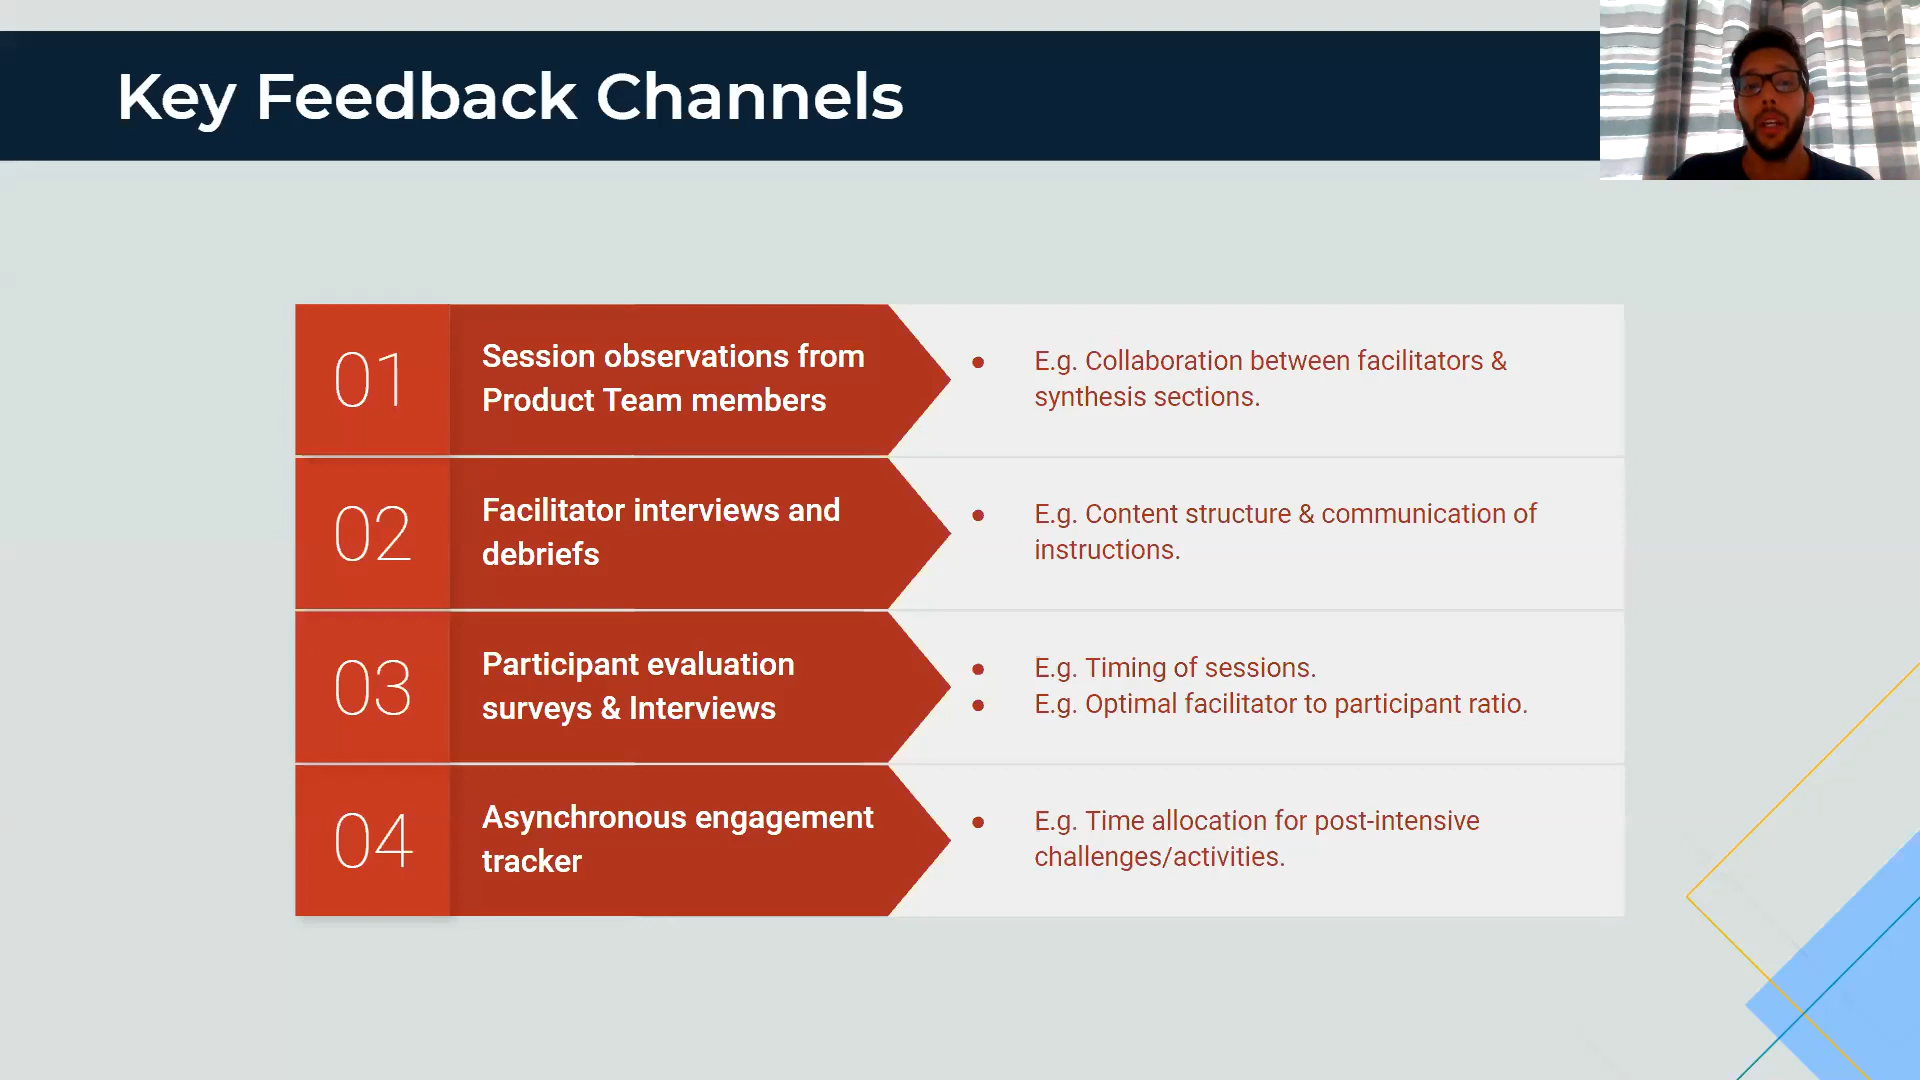 Key Feedback Channels
01
Session observations from
Product Team members
● E.g. Collaboration between facilitators &
synthesis sections.
02
Facilitator interviews and
debriefs
● E.g. Content structure & communication of
instructions.
03
Participant evaluation
surveys & Interviews
● E.g. Timing of sessions.
● E.g. Optimal facilitator to participant ratio.
04
Asynchronous engagement
tracker
● E.g. Time allocation for post-intensive
challenges/activities.